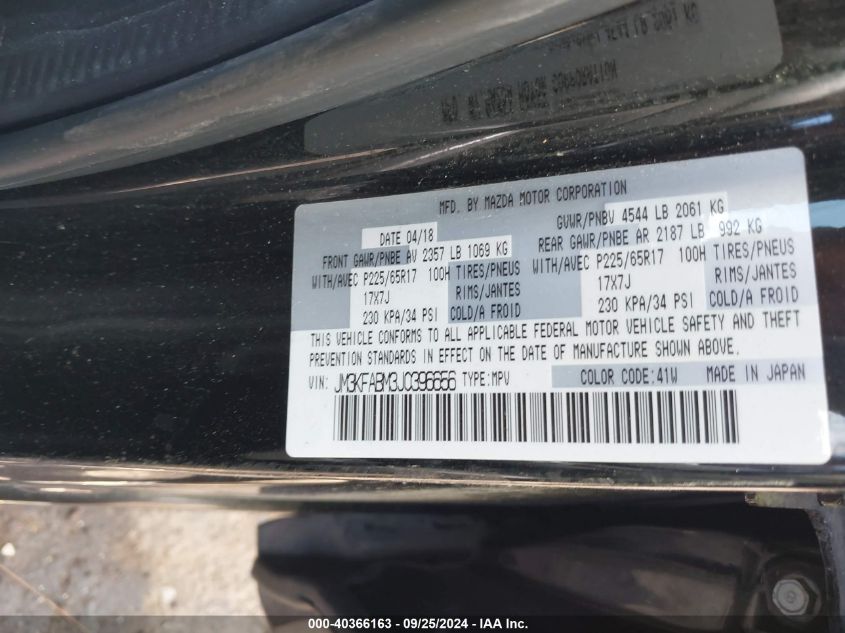 MFD. BY MAZDA MOTOR CORPORATION
DATE 04/18 GVWR/PNBV 4544 LB 2061 KG
FRONT GAWR/PNBE AV 2357 LB 1069 KG REAR GAWR/PNBE AR 2187 LB 992 KG
WITH/AVEC P225/65R17 100H TIRES/PNEUS WITH/AVEC P225/65R17 100H TIRES/PNEUS
17X7J RIMS/JANTES 17X7J RIMS/JANTES
230 KPA/34 PSI COLD/A FROID 230 KPA/34 PSI COLD/A FROID
THIS VEHICLE CONFORMS TO ALL APPLICABLE FEDERAL MOTOR VEHICLE SAFETY AND THEFT
PREVENTION STANDARDS IN EFFECT ON THE DATE OF MANUFACTURE SHOWN ABOVE.
VIN: JM3KFABM3J0396656 TYPE:MPV COLOR CODE:41W MADE IN JAPAN
000-40366163 - 09/25/2024 - IAA Inc.